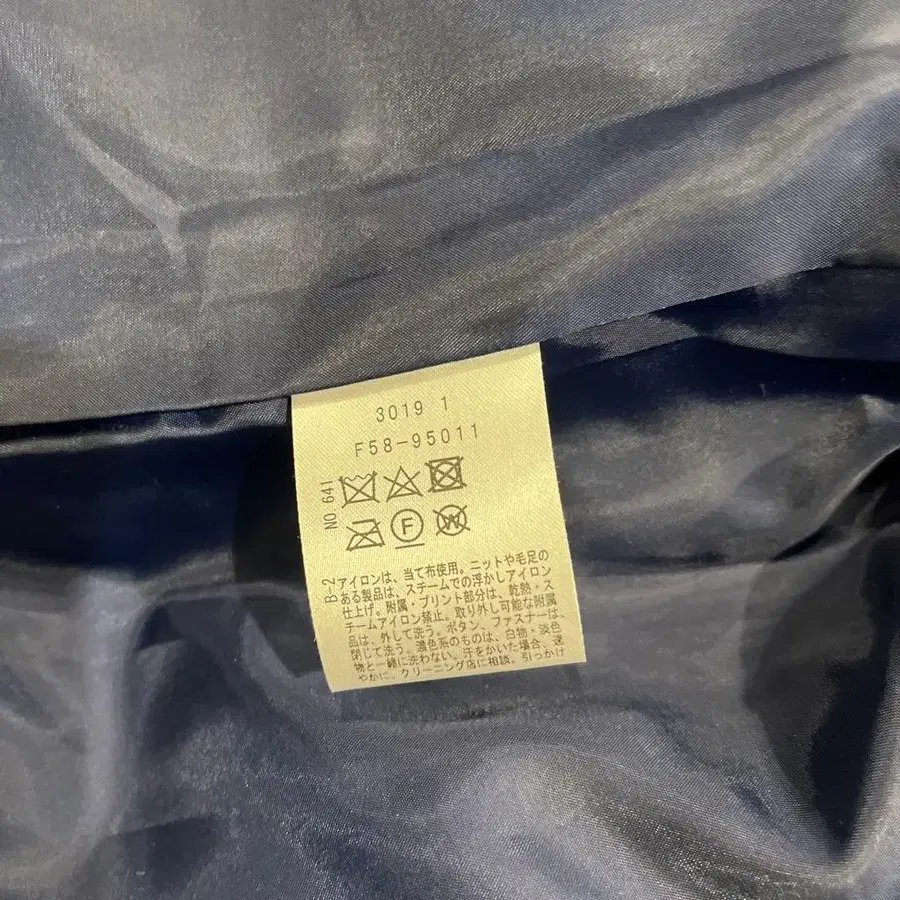 3019 1
F58-95011
NO.641
F
W
B-2
アイロンは、当て布使用。ニットや毛足の
ある製品は、スチームでの浮かしアイロン
仕上げ。附属・プリント部分は、乾熱・ス
チームアイロン禁止。取り外し可能な附属
品は、外して洗う。ボタン、ファスナーは、
閉じて洗う。濃色系のものは、白物・淡色
物と一緒に洗わない。汗をかいた場合、速
やかに、クリーニング店に相談。引っかけ